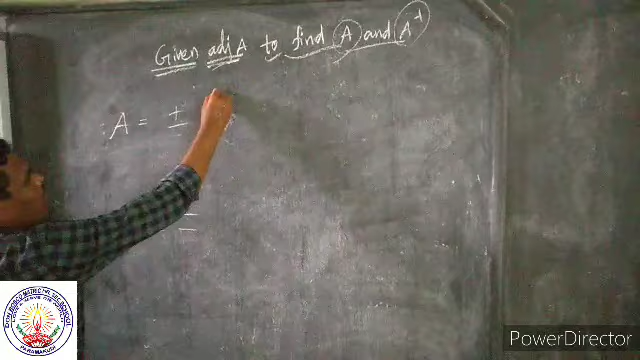 Given adj A to find A and A⁻¹
A = ±
PowerDirector